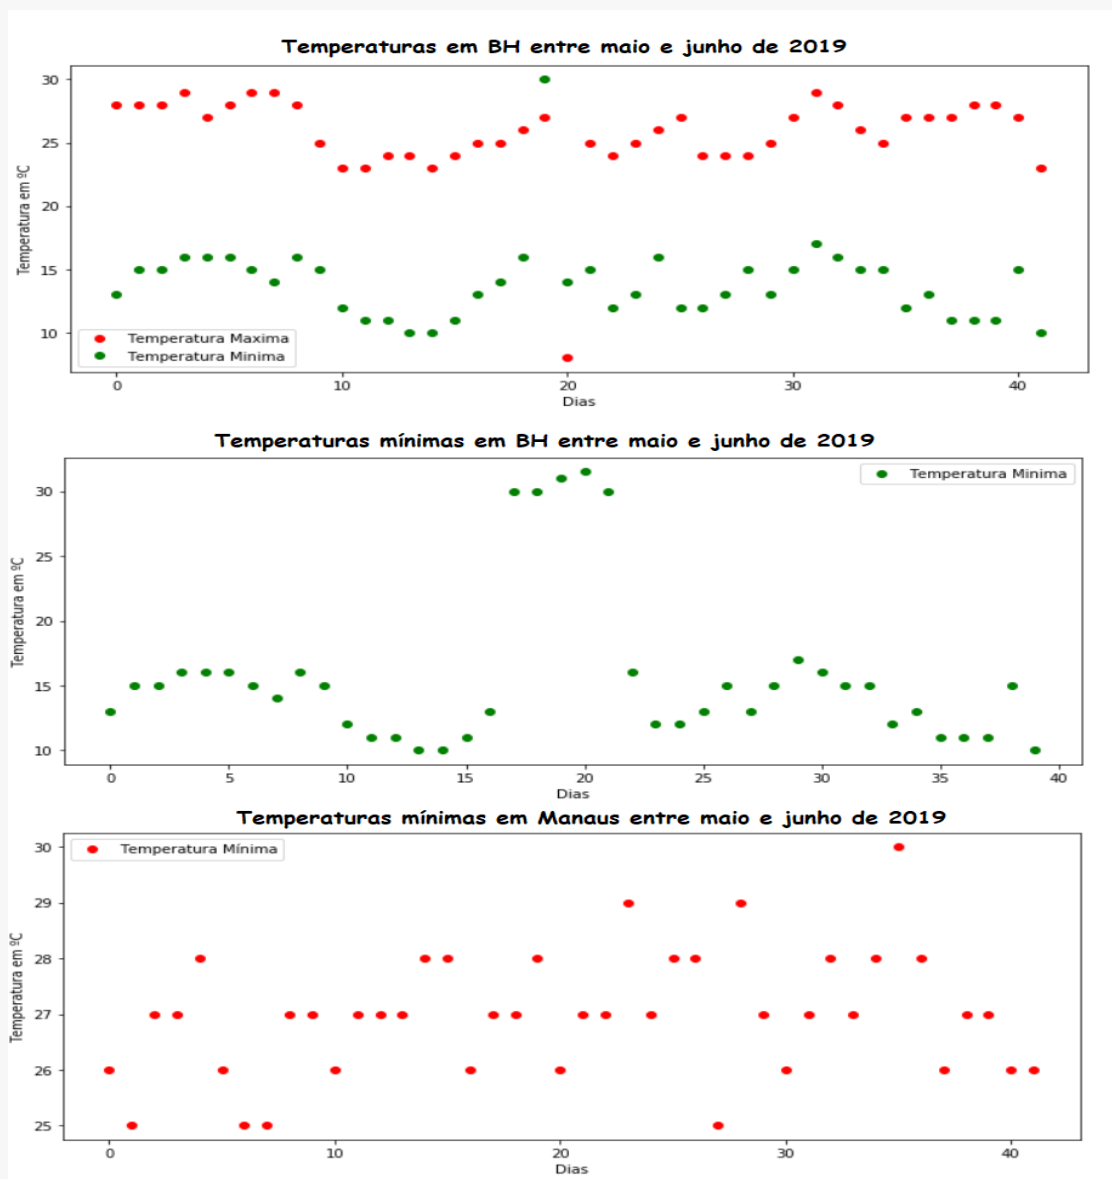 Temperaturas em BH entre maio e junho de 2019
Temperatura em ºC
30
25
20
15
10
Temperatura Maxima
Temperatura Minima
0 10 20 30 40
Dias
Temperaturas mínimas em BH entre maio e junho de 2019
Temperatura em ºC
30
25
20
15
10
Temperatura Minima
0 5 10 15 20 25 30 35 40
Dias
Temperaturas mínimas em Manaus entre maio e junho de 2019
Temperatura em ºC
30
29
28
27
26
25
Temperatura Mínima
0 10 20 30 40
Dias